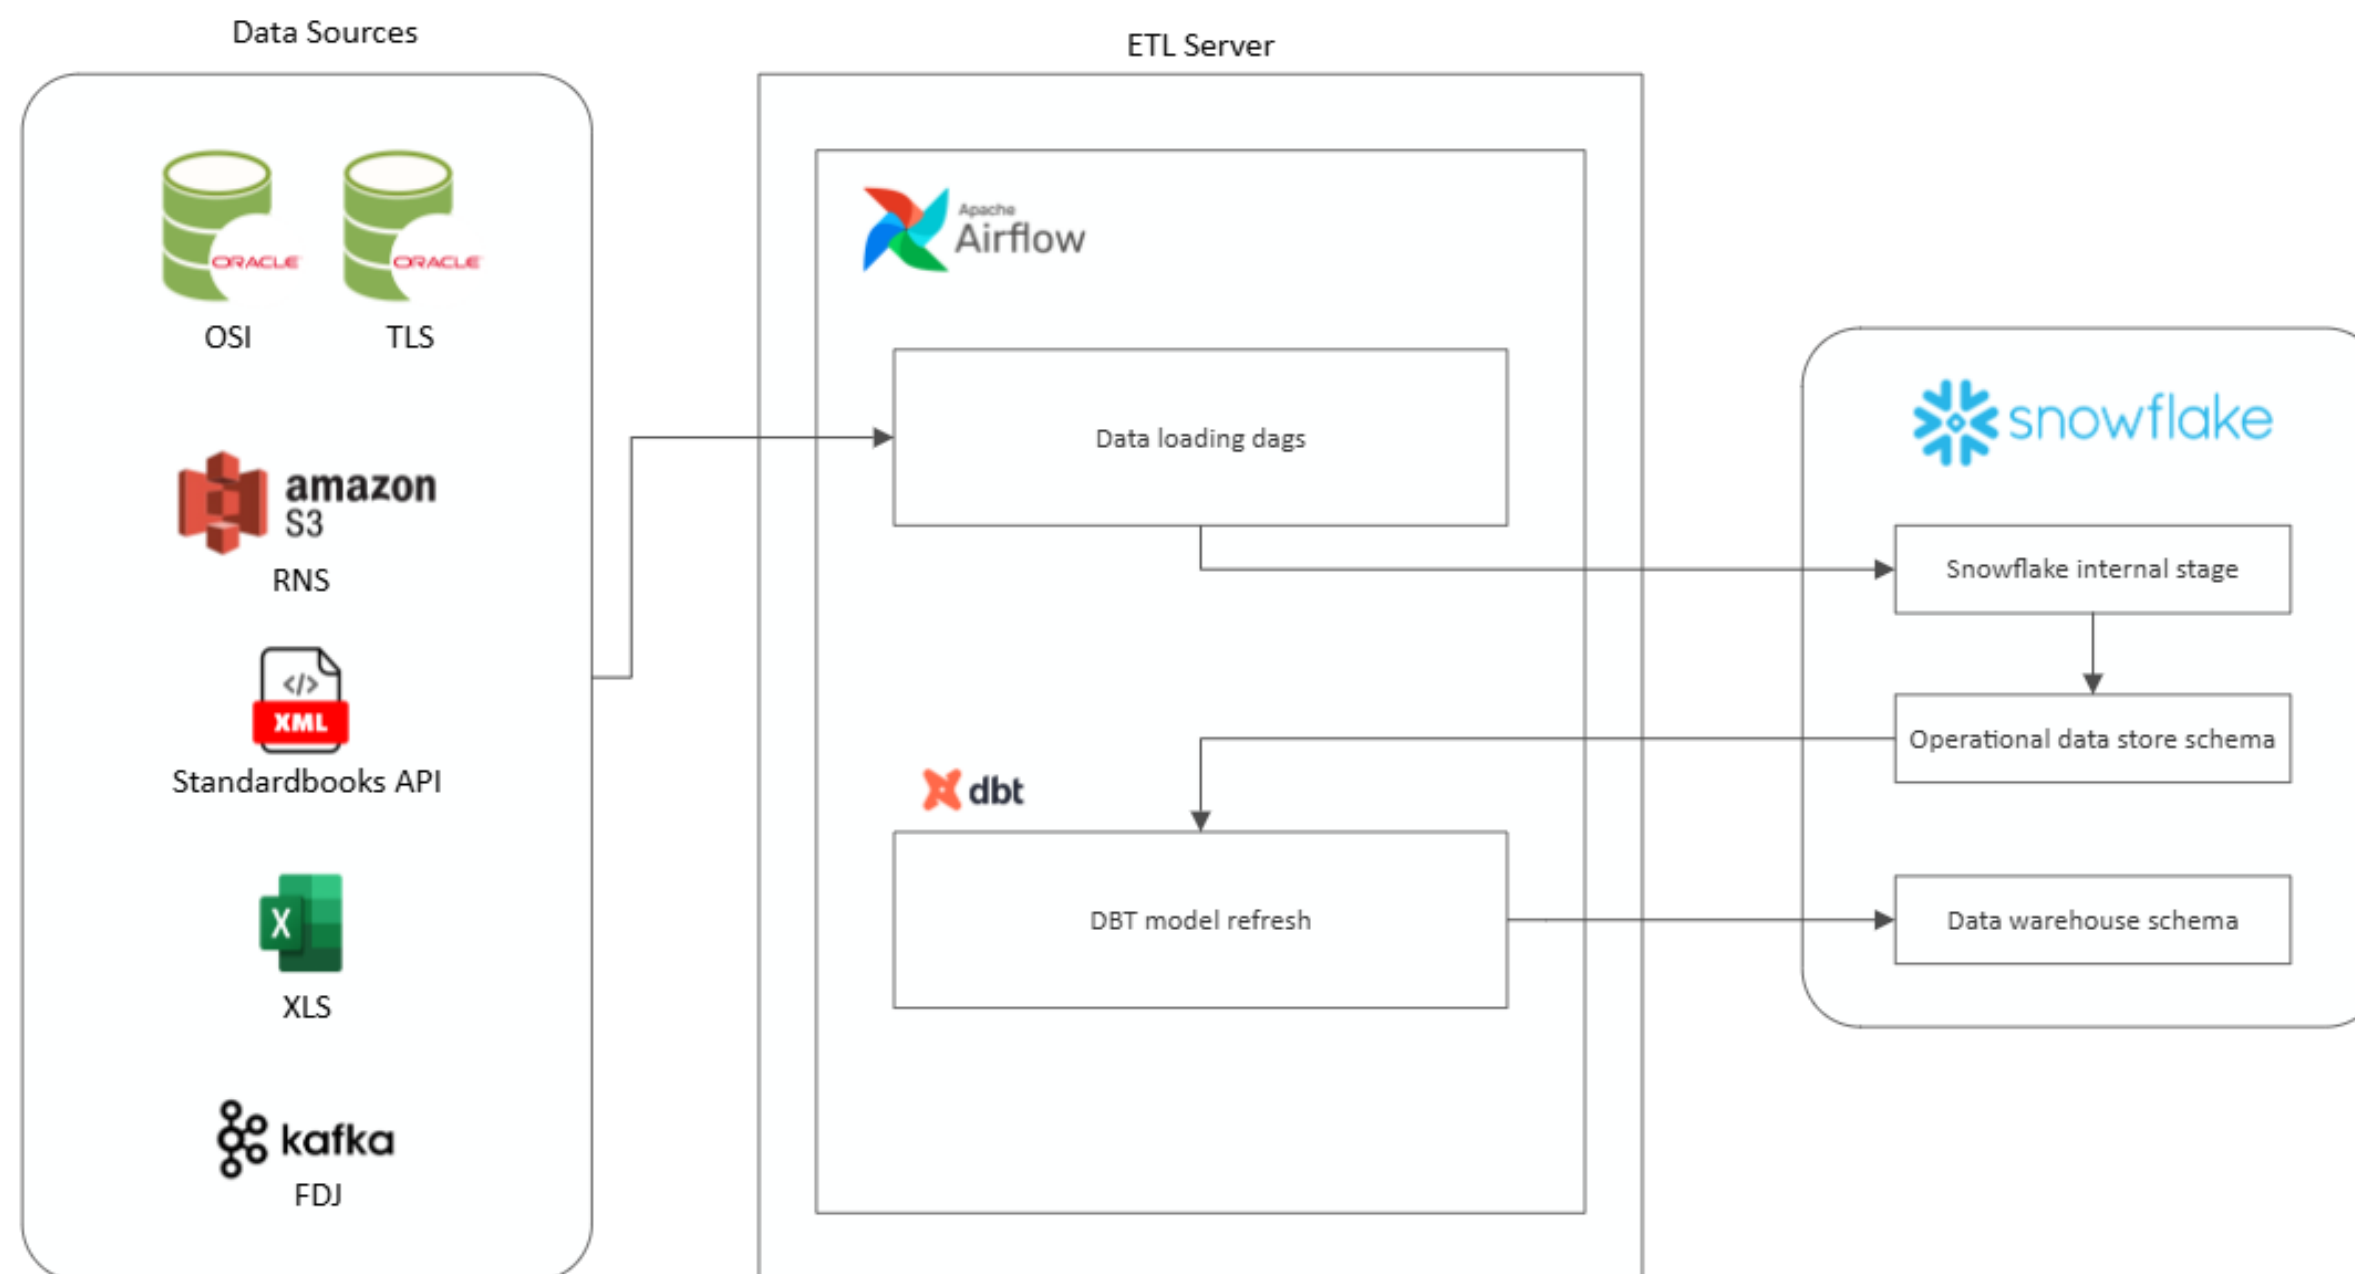 Data Sources
ORACLE
ORACLE
OSI
TLS
amazon
S3
RNS
</>
XML
Standardbooks API
X
XLS
kafka
FDJ
ETL Server
Apache
Airflow
Data loading dags
dbt
DBT model refresh
snowflake
Snowflake internal stage
Operational data store schema
Data warehouse schema